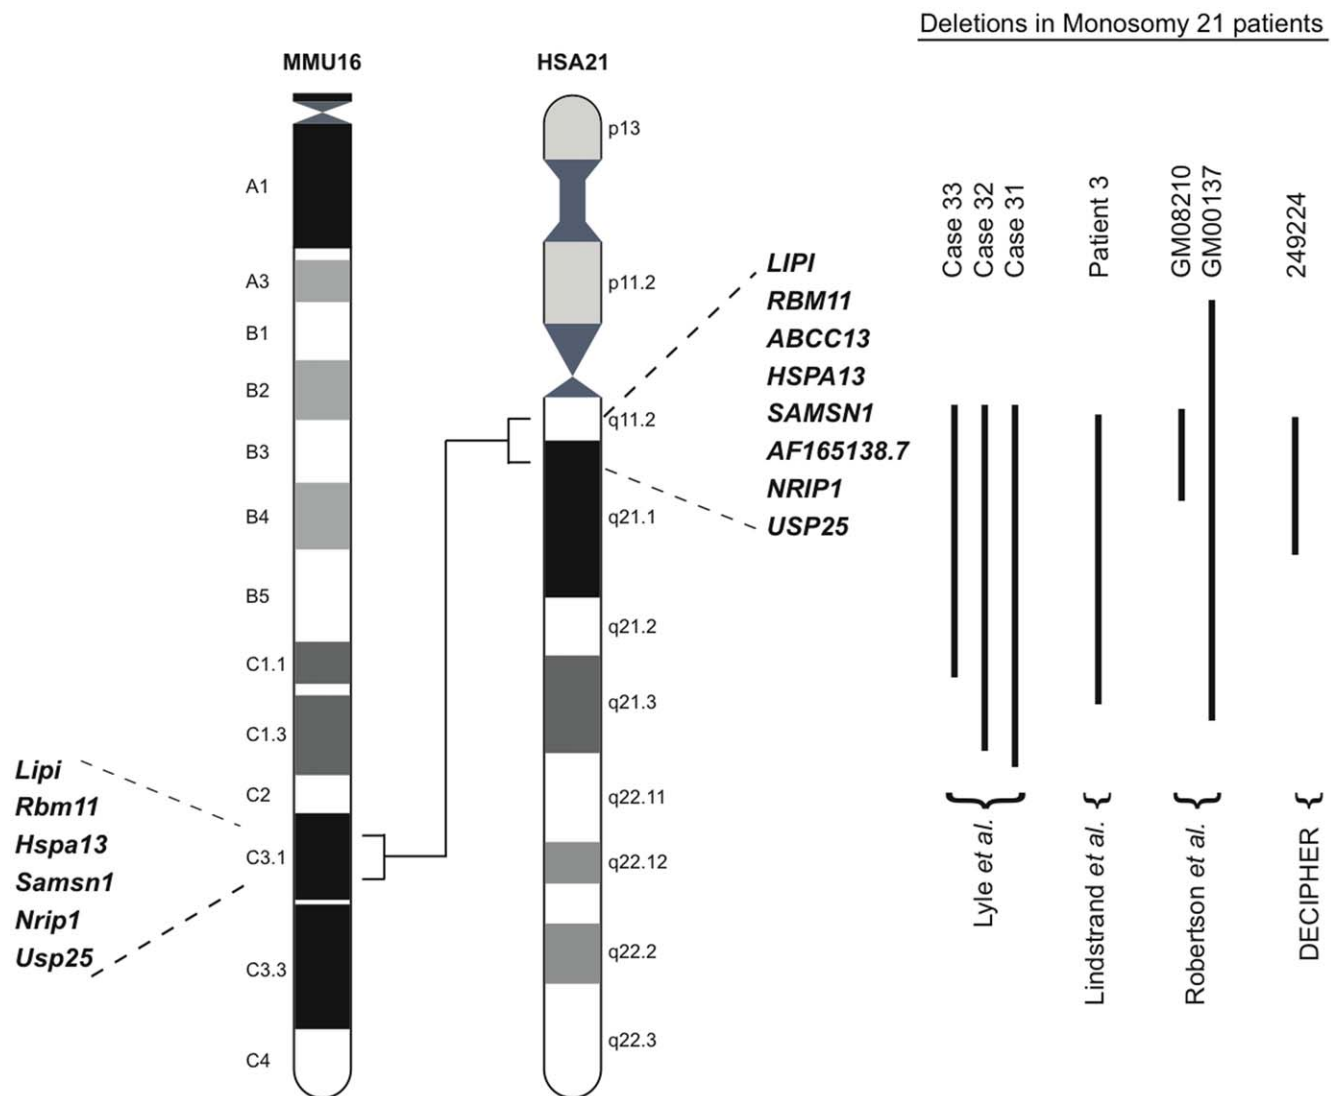 Deletions in Monosomy 21 patients
MMU16
HSA21
A1
A3
B1
B2
B3
B4
B5
C1.1
C1.3
C2
C3.1
C3.3
C4
Lipi
Rbm11
Hspa13
Samsn1
Nrip1
Usp25
p13
p11.2
q11.2
q21.1
q21.2
q21.3
q22.11
q22.12
q22.2
q22.3
LIPI
RBM11
ABCC13
HSPA13
SAMSN1
AF165138.7
NRIP1
USP25
Case 33
Case 32
Case 31
Patient 3
GM08210
GM00137
249224
Lyle et al.
Lindstrand et al.
Robertson et al.
DECIPHER